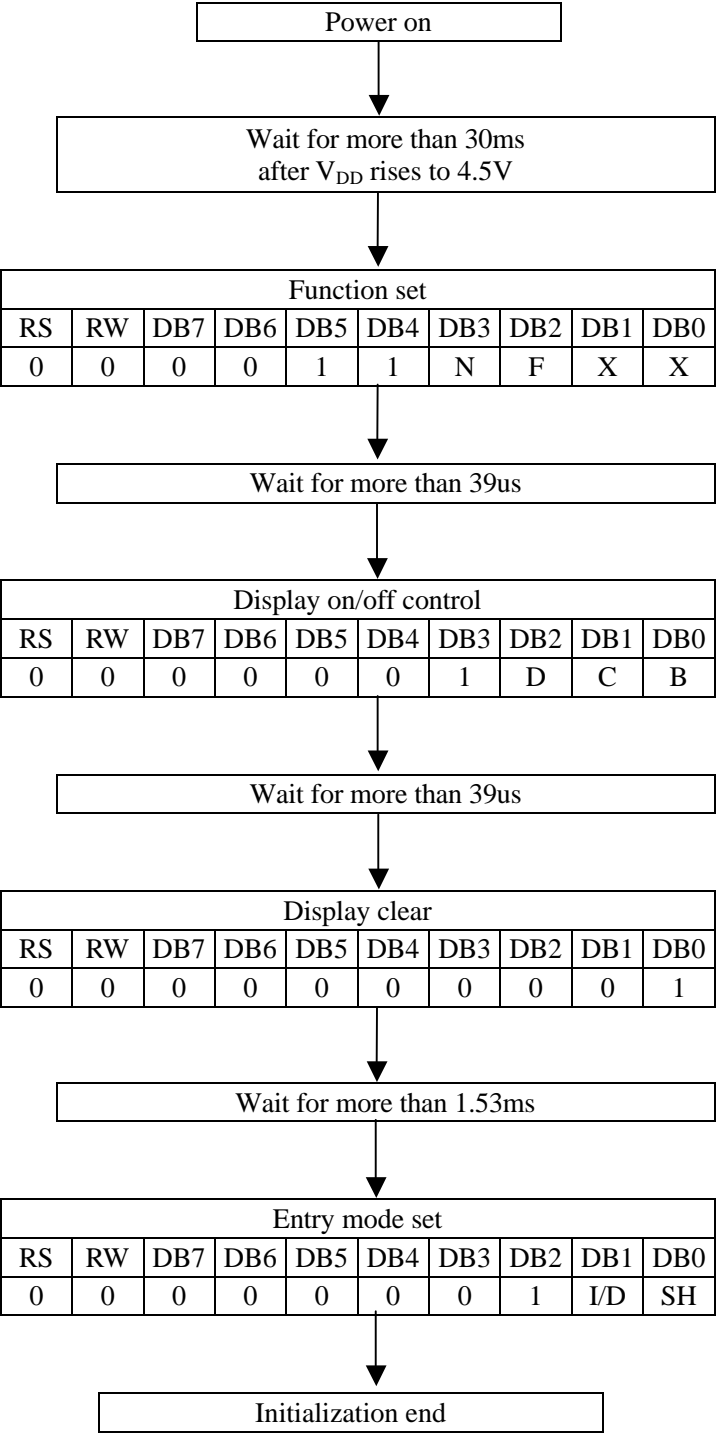 Power on
Wait for more than 30ms
after VDD rises to 4.5V
Function set
RS RW DB7 DB6 DB5 DB4 DB3 DB2 DB1 DB0
0 0 0 0 1 1 N F X X
Wait for more than 39us
Display on/off control
RS RW DB7 DB6 DB5 DB4 DB3 DB2 DB1 DB0
0 0 0 0 0 0 1 D C B
Wait for more than 39us
Display clear
RS RW DB7 DB6 DB5 DB4 DB3 DB2 DB1 DB0
0 0 0 0 0 0 0 0 0 1
Wait for more than 1.53ms
Entry mode set
RS RW DB7 DB6 DB5 DB4 DB3 DB2 DB1 DB0
0 0 0 0 0 0 0 1 I/D SH
Initialization end